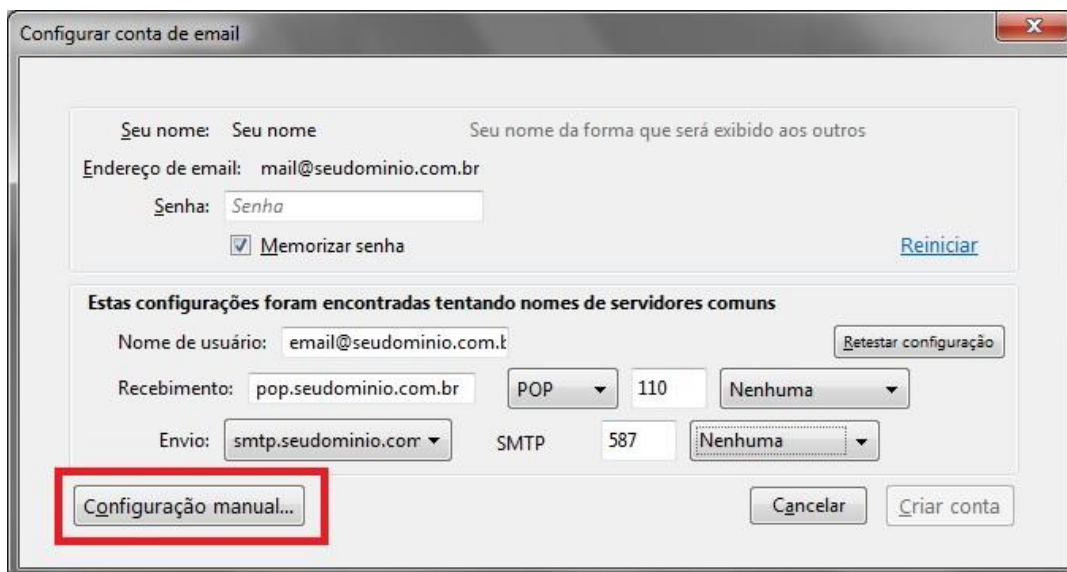 Configurar conta de email
Seu nome: Seu nome Seu nome da forma que será exibido aos outros
Endereço de email: mail@seudominio.com.br
Senha: Senha
Memorizar senha Reiniciar
Estas configurações foram encontradas tentando nomes de servidores comuns
Nome de usuário: email@seudominio.com.b Retestar configuração
Recebimento: pop.seudominio.com.br POP 110 Nenhuma
Envio: smtp.seudominio.com SMTP 587 Nenhuma
Configuração manual... Cancelar Criar conta